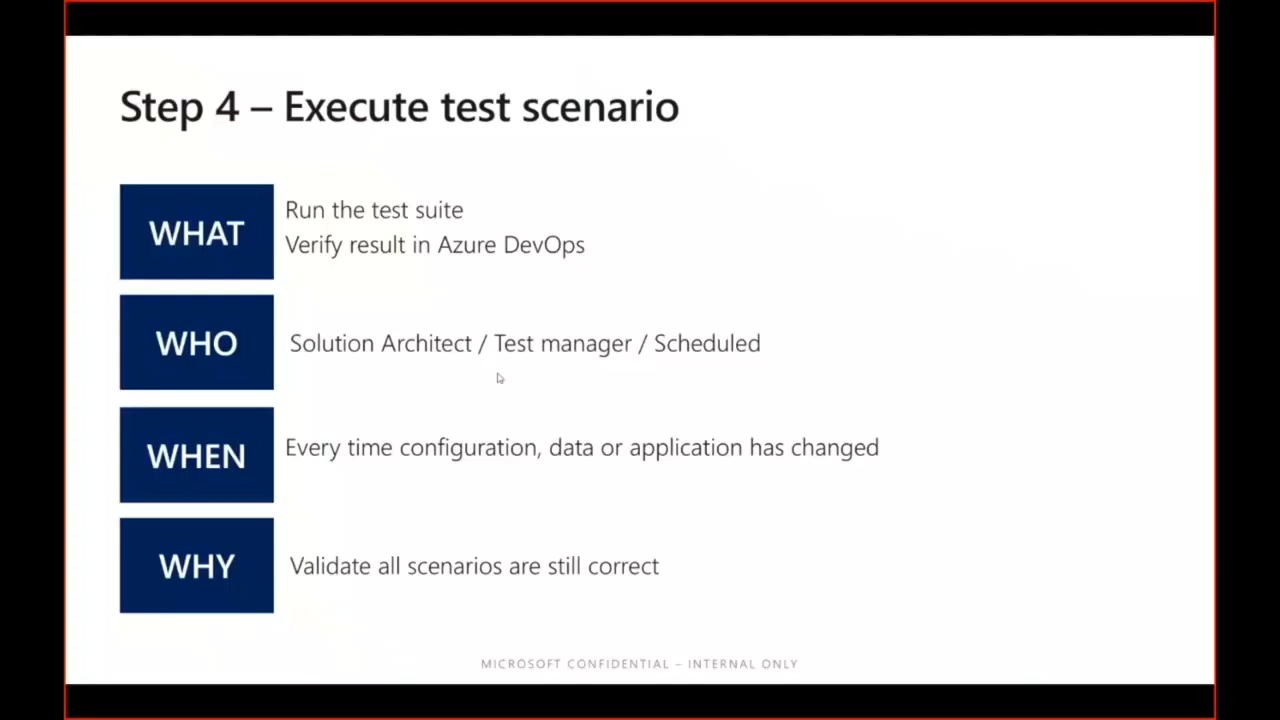 Step 4 – Execute test scenario
WHAT
Run the test suite
Verify result in Azure DevOps
WHO
Solution Architect / Test manager / Scheduled
WHEN
Every time configuration, data or application has changed
WHY
Validate all scenarios are still correct
MICROSOFT CONFIDENTIAL – INTERNAL ONLY